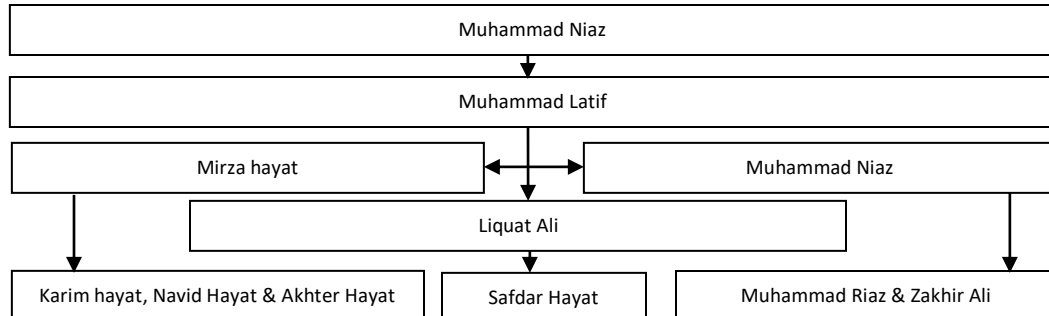 Muhammad Niaz
Muhammad Latif
Mirza hayat
Muhammad Niaz
Liquat Ali
Karim hayat, Navid Hayat & Akhter Hayat
Safdar Hayat
Muhammad Riaz & Zakhir Ali